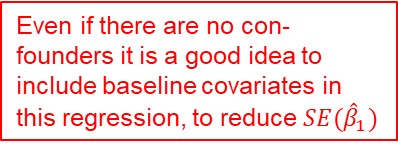 Even if there are no con-
founders it is a good idea to
include baseline covariates in
this regression, to reduce 𝑆𝐸(𝛽̂₁)